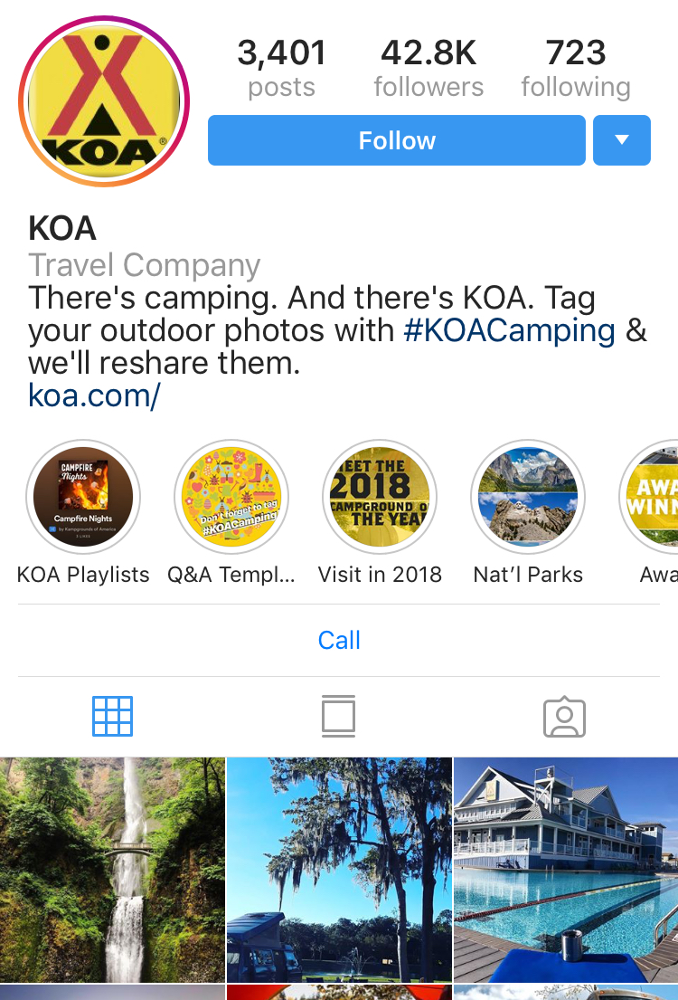 3,401 42.8K 723
posts followers following
KOA®
Follow
KOA
Travel Company
There's camping. And there's KOA. Tag
your outdoor photos with #KOACamping &
we'll reshare them.
koa.com/
CAMPFIRE
Nights
Campfire Nights
by Kampgrounds of America
Don't forget to tag
#KOACamping
MEET THE
2018
CAMPGROUND O
THE YEA
AWA
WINN
KOA Playlists Q&A Templ... Visit in 2018 Nat'l Parks Awa
Call